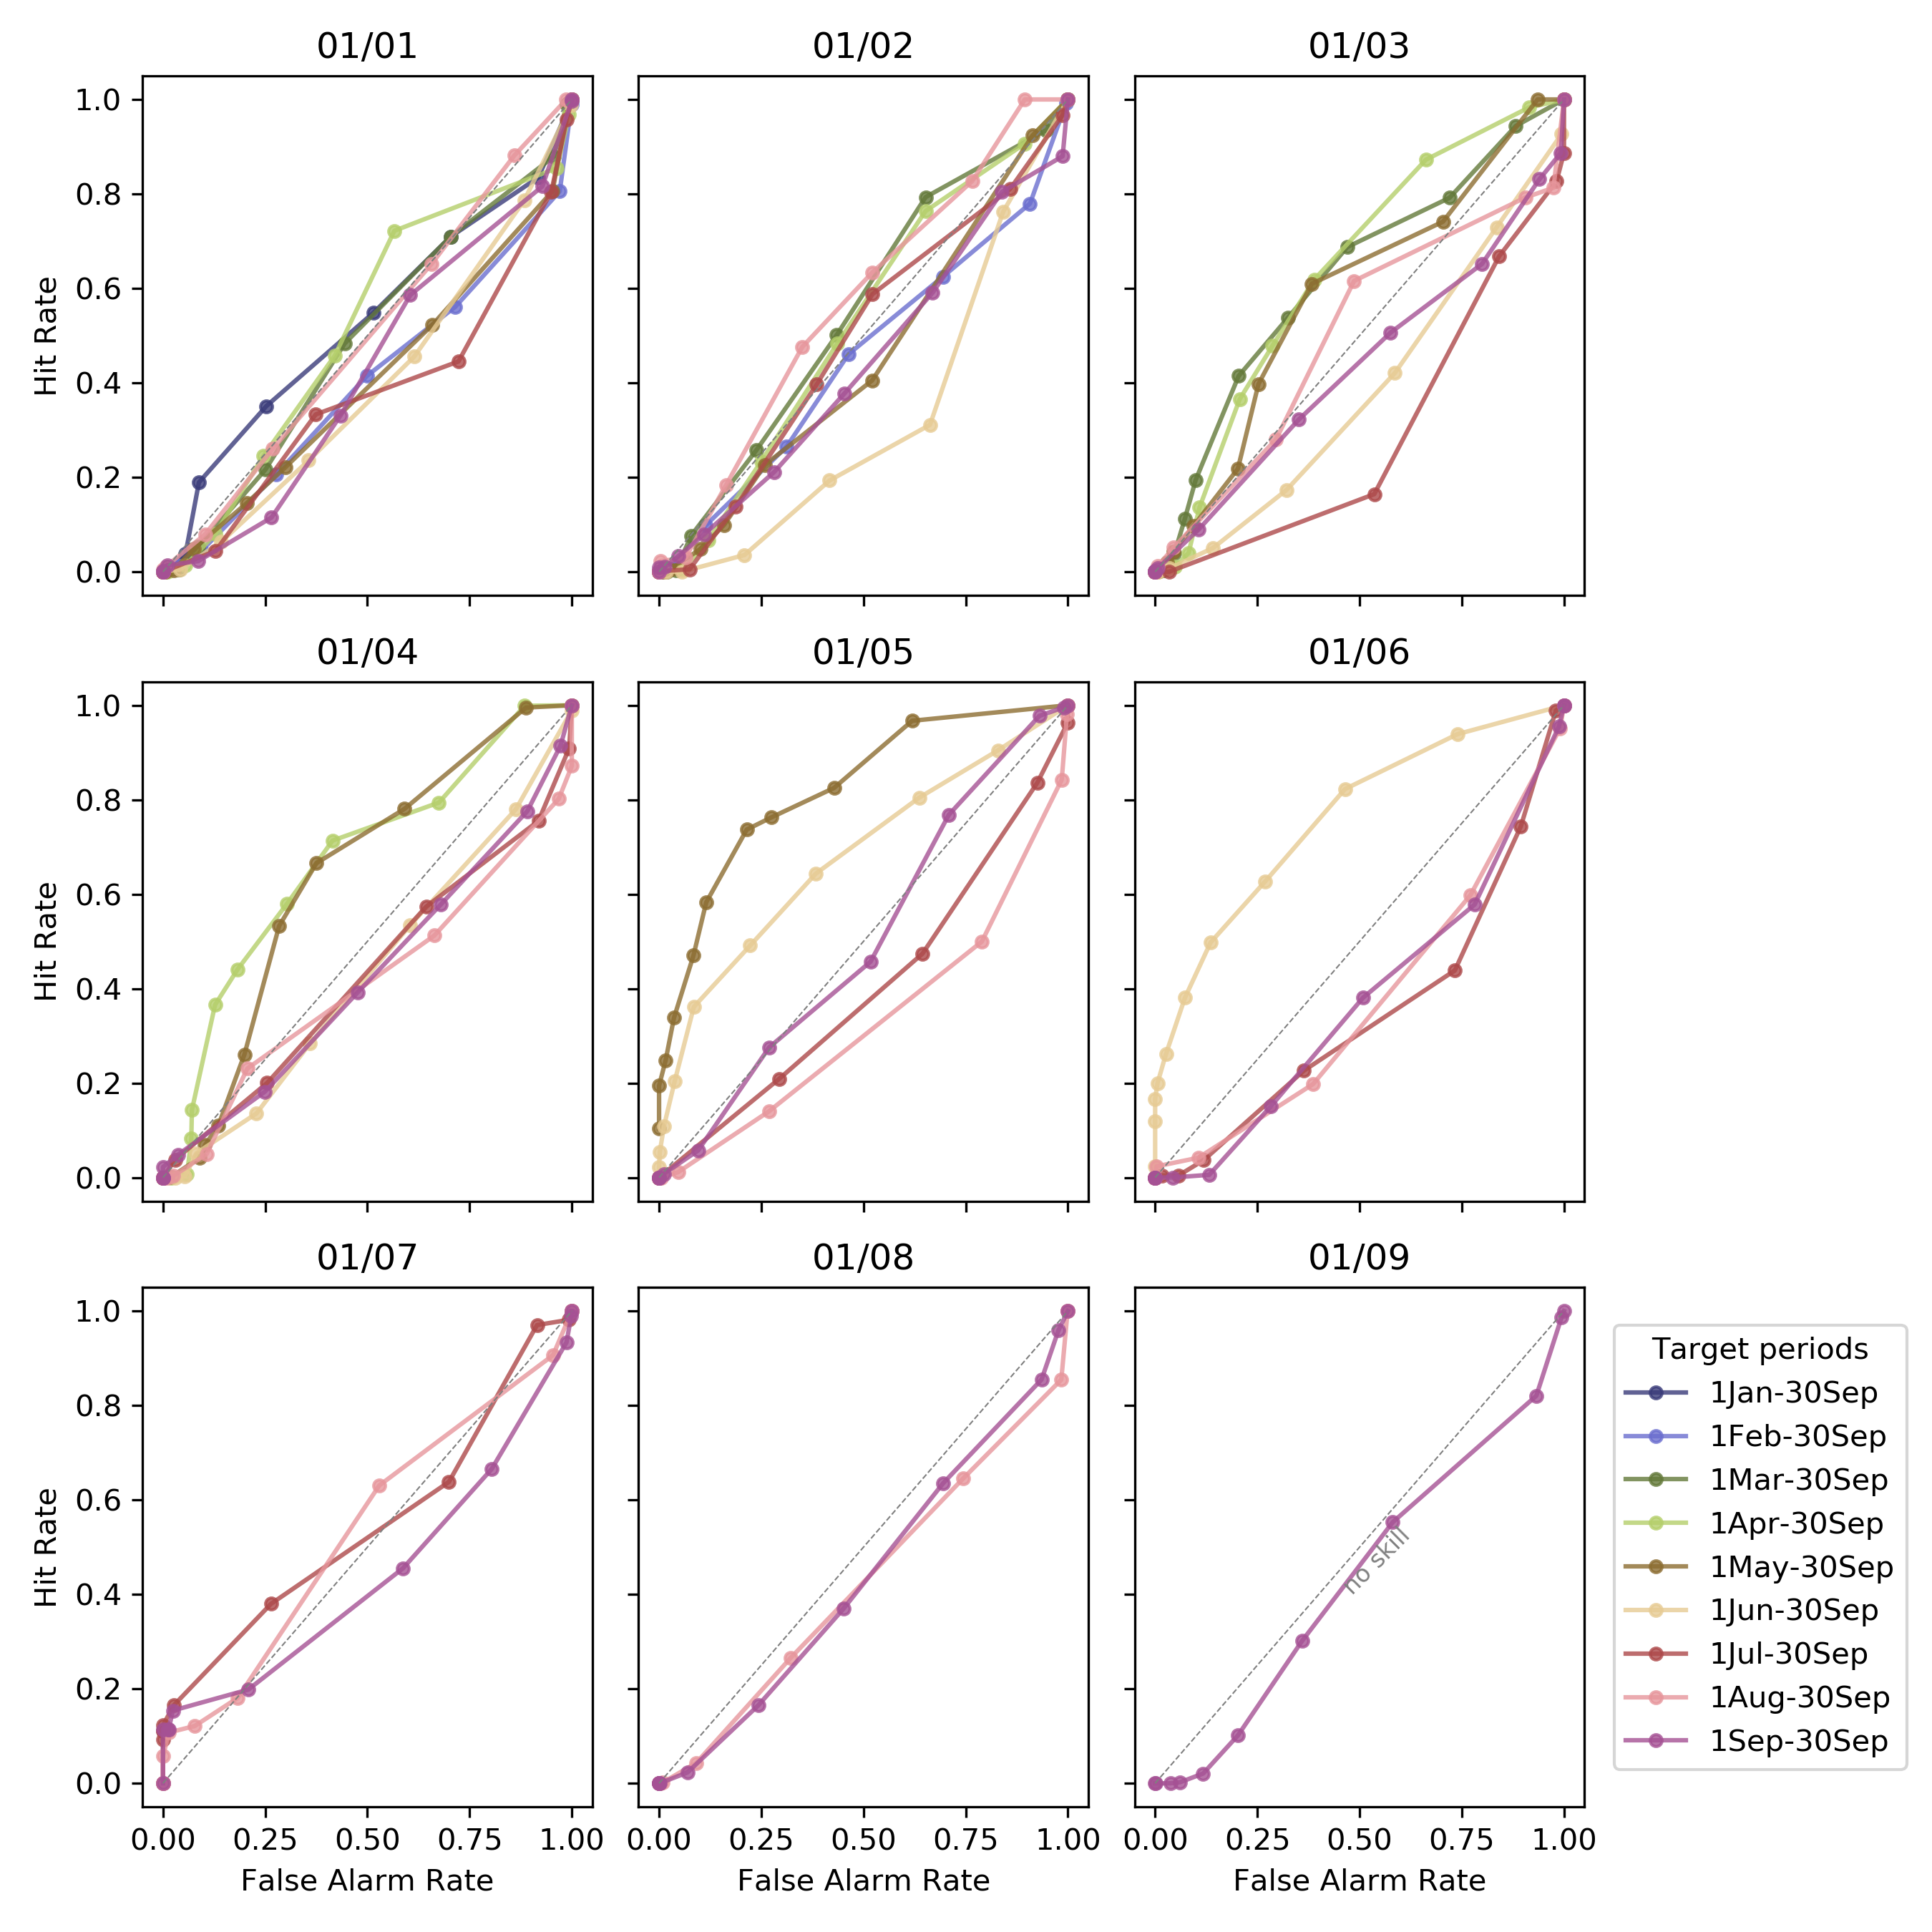 01/01
01/02
01/03
1.0
0.8
0.6
0.4
0.2
0.0
Hit Rate
01/04
01/05
01/06
1.0
0.8
0.6
0.4
0.2
0.0
Hit Rate
01/07
01/08
01/09
1.0
0.8
0.6
0.4
0.2
0.0
Hit Rate
no skill
0.00 0.25 0.50 0.75 1.00
0.00 0.25 0.50 0.75 1.00
0.00 0.25 0.50 0.75 1.00
False Alarm Rate
False Alarm Rate
False Alarm Rate
Target periods
1Jan-30Sep
1Feb-30Sep
1Mar-30Sep
1Apr-30Sep
1May-30Sep
1Jun-30Sep
1Jul-30Sep
1Aug-30Sep
1Sep-30Sep